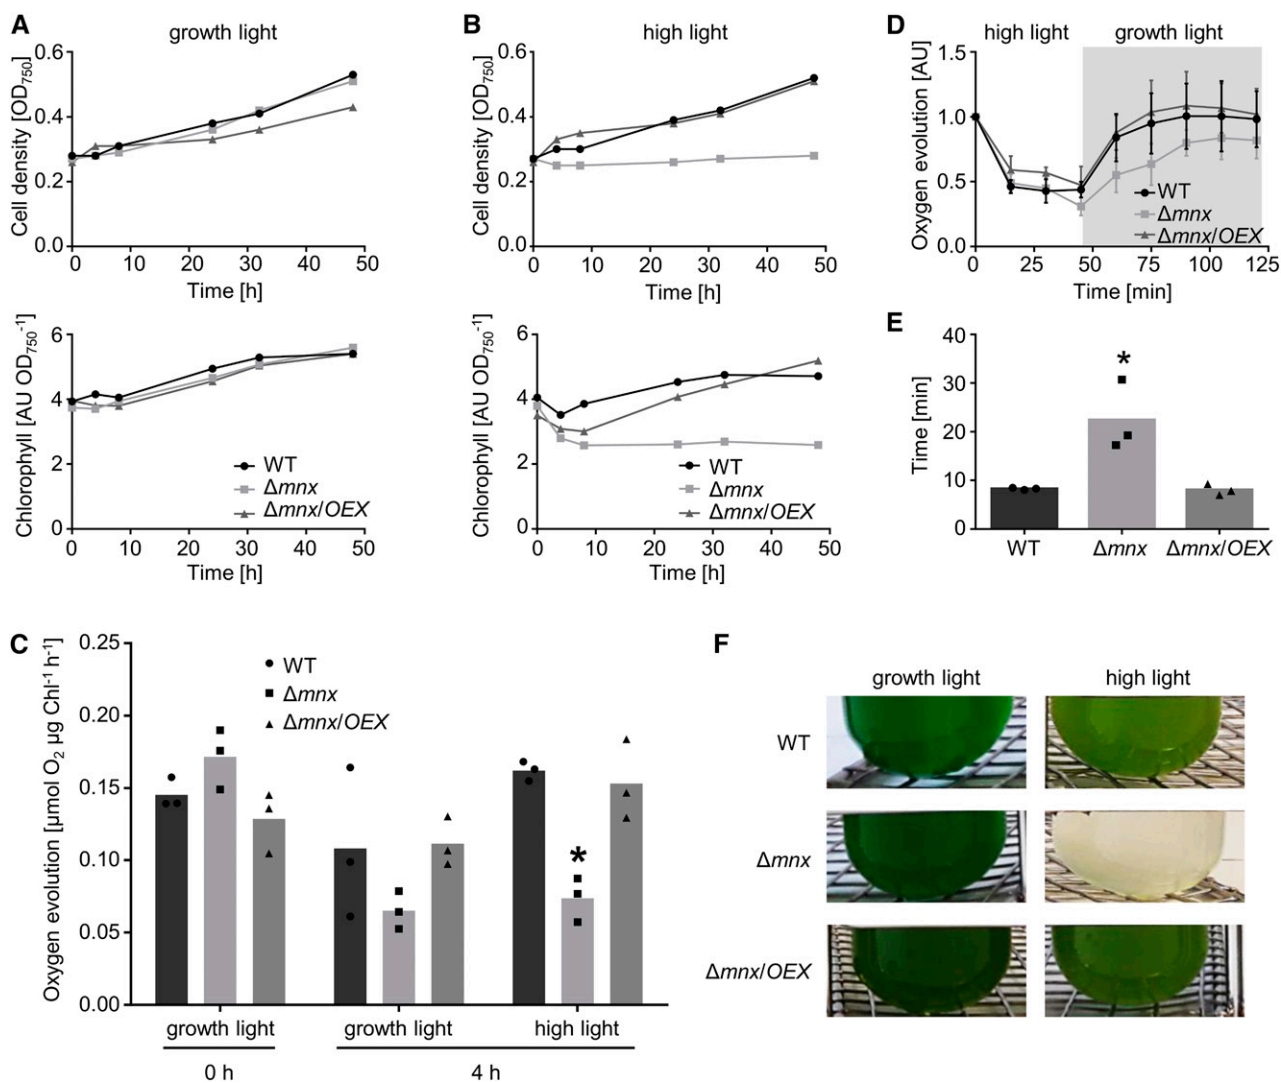 A
growth light
Cell density [OD750]
0.6
0.4
0.2
0.0
0 10 20 30 40 50
Time [h]
Chlorophyll [AU OD750-1]
6
4
2
0
WT
Δmnx
Δmnx/OEX
0 10 20 30 40 50
Time [h]
B
high light
Cell density [OD750]
0.6
0.4
0.2
0.0
0 10 20 30 40 50
Time [h]
Chlorophyll [AU OD750-1]
6
4
2
0
WT
Δmnx
Δmnx/OEX
0 10 20 30 40 50
Time [h]
D
high light growth light
Oxygen evolution [AU]
1.5
1.0
0.5
0.0
WT
Δmnx
Δmnx/OEX
0 25 50 75 100 125
Time [min]
E
Time [min]
40
30
20
10
0
*
WT Δmnx Δmnx/OEX
C
Oxygen evolution [µmol O2 µg Chl-1 h-1]
0.25
0.20
0.15
0.10
0.05
0.00
WT
Δmnx
Δmnx/OEX
*
growth light growth light high light
0 h 4 h
F
growth light high light
WT
Δmnx
Δmnx/OEX